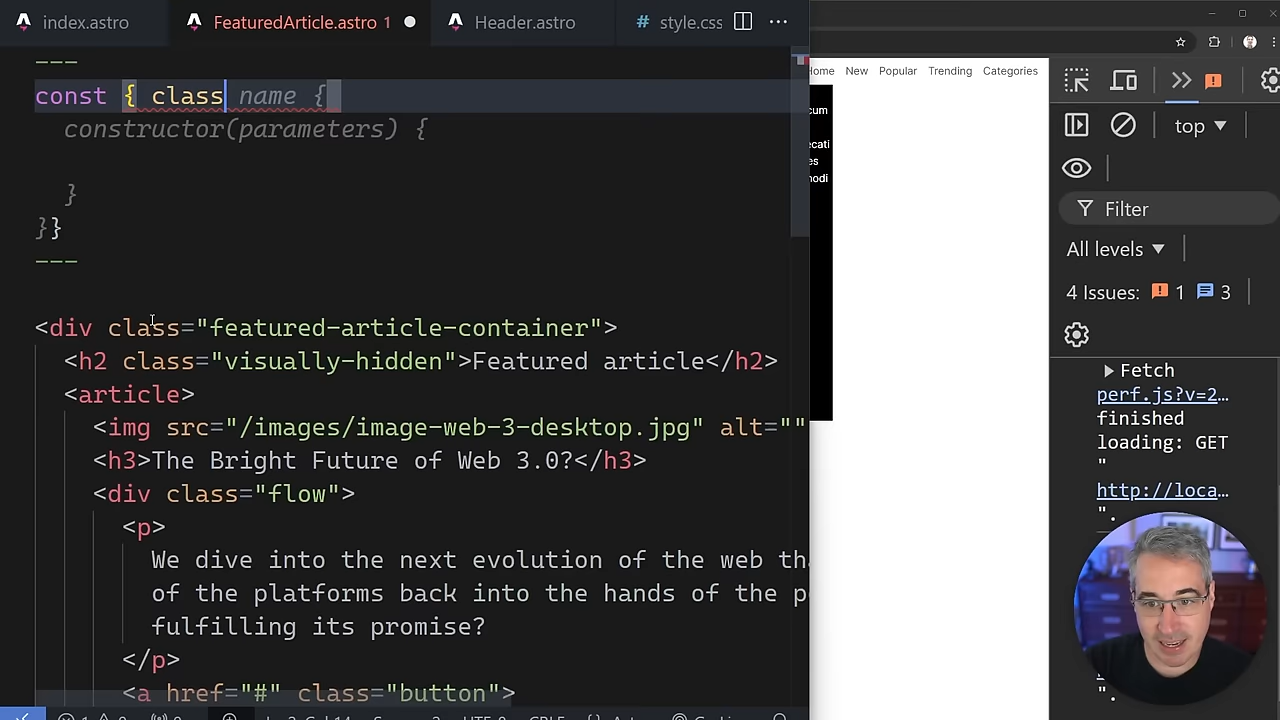 index.astro
FeaturedArticle.astro 1
Header.astro
# style.css
---
const { class name {
constructor(parameters) {
}
}}
---
<div class="featured-article-container">
<h2 class="visually-hidden">Featured article</h2>
<article>
<img src="/images/image-web-3-desktop.jpg" alt=""
<h3>The Bright Future of Web 3.0?</h3>
<div class="flow">
<p>
We dive into the next evolution of the web
of the platforms back into the hands of the
fulfilling its promise?
</p>
<a href="#" class="button">
Home New Popular Trending Categories
top
Filter
All levels
4 Issues: 1 3
Fetch
perf.js?v=2…
finished
loading: GET
"
http://loca…
".
".